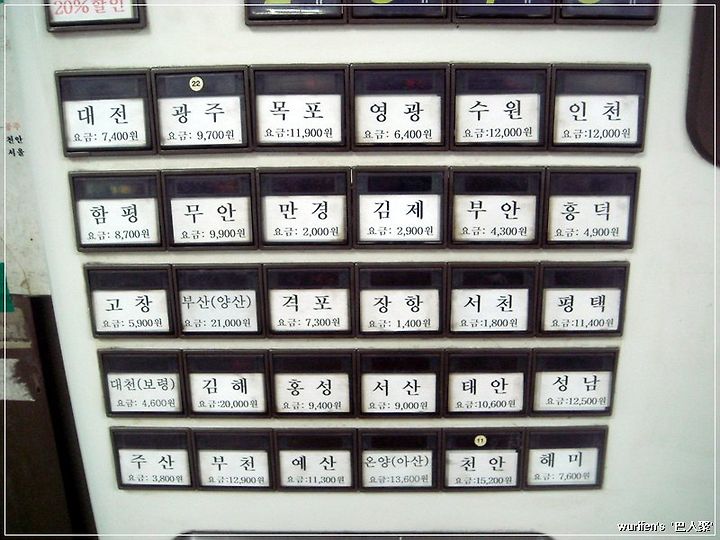 20%할인
천안
서울
대전
요금: 7,400원
22
광주
요금: 9,700원
목포
요금:11,900원
영광
요금: 6,400원
수원
요금:12,000원
인천
요금:12,000원
함평
요금: 8,700원
무안
요금: 9,900원
만경
요금: 2,000원
김제
요금: 2,900원
부안
요금: 4,300원
흥덕
요금: 4,900원
고창
요금: 5,900원
부산(양산)
요금: 21,000원
격포
요금: 7,300원
장항
요금: 1,400원
서천
요금:1,800원
평택
요금:11,400원
대천(보령)
요금: 4,600원
김해
요금:20,000원
홍성
요금: 9,400원
서산
요금: 9,000원
태안
요금:10,600원
성남
요금:12,500원
주산
요금: 3,800원
부천
요금:12,900원
예산
요금:11,300원
온양(아산)
요금:13,600원
11
천안
요금:15,200원
해미
요금: 7,600원
wuriien's '巴人聚'